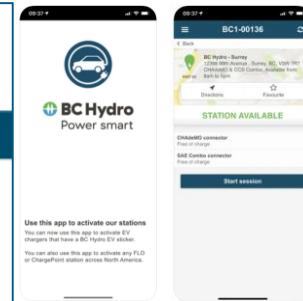 09:37
BC Hydro
Power smart
Use this app to activate our stations
You can now use this app to activate EV
chargers that have a BC Hydro EV sticker.
You can also use this app to activate any FLO
or ChargePoint station across North America.
09:37
BC1-00136
Back
BC Hydro - Surrey
CHAdeMO & CCS Combo, Available from
8am to 5pm
Directions
Favourite
STATION AVAILABLE
CHAdeMO connector
Free of charge
SAE Combo connector
Free of charge
Start session